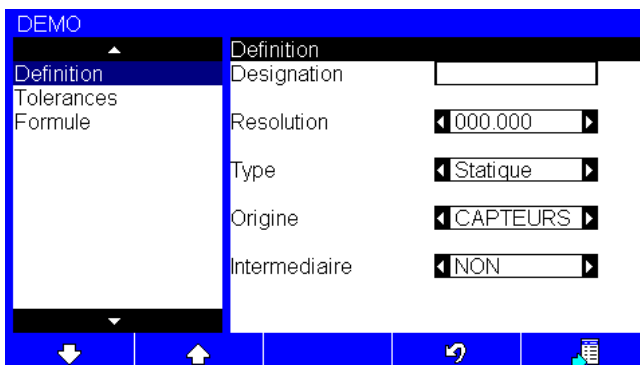 DEMO
Definition
Tolerances
Formule
Definition
Designation
Resolution 000.000
Type Statique
Origine CAPTEURS
Intermediaire NON